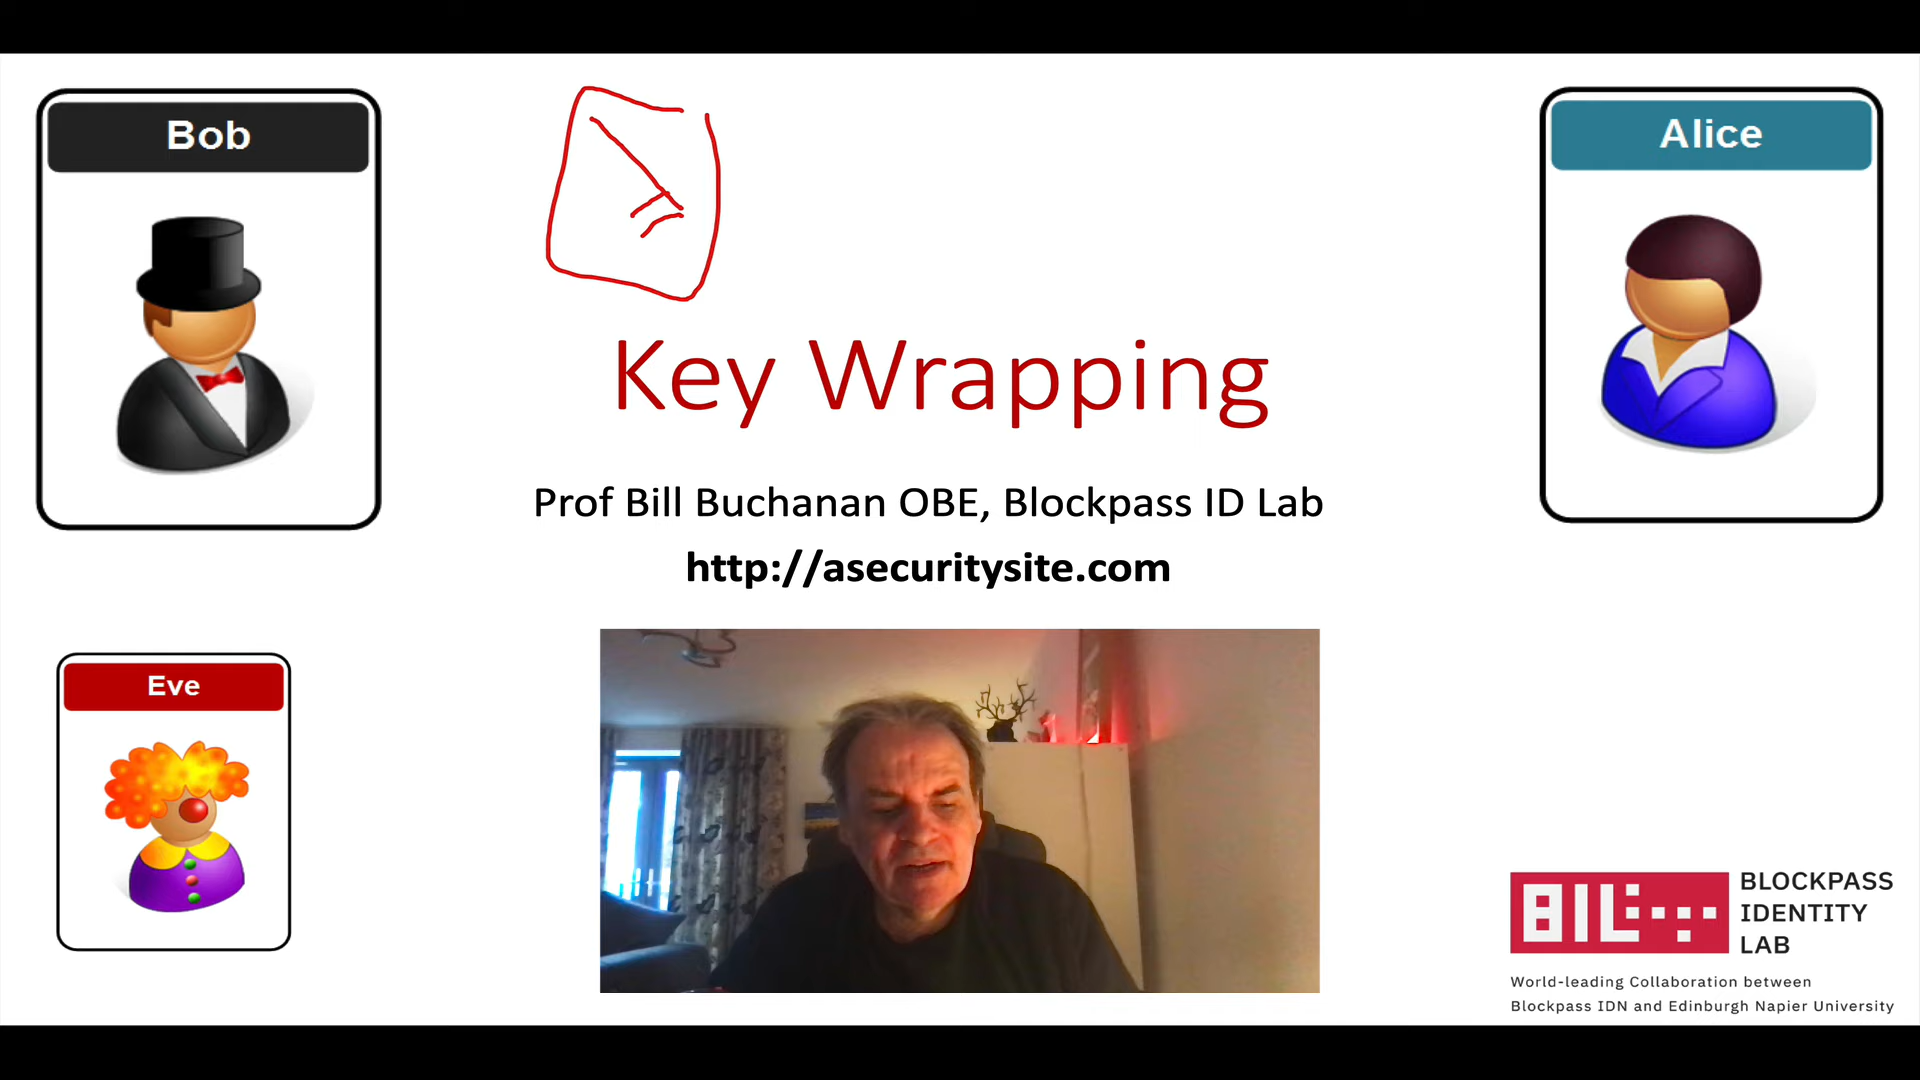 Bob
Alice
Key Wrapping
Prof Bill Buchanan OBE, Blockpass ID Lab
http://asecuritysite.com
Eve
BIL
BLOCKPASS
IDENTITY
LAB
World-leading Collaboration between
Blockpass IDN and Edinburgh Napier University